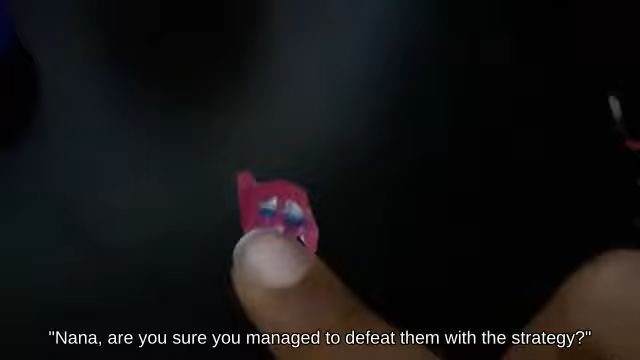 "Nana, are you sure you managed to defeat them with the strategy?"